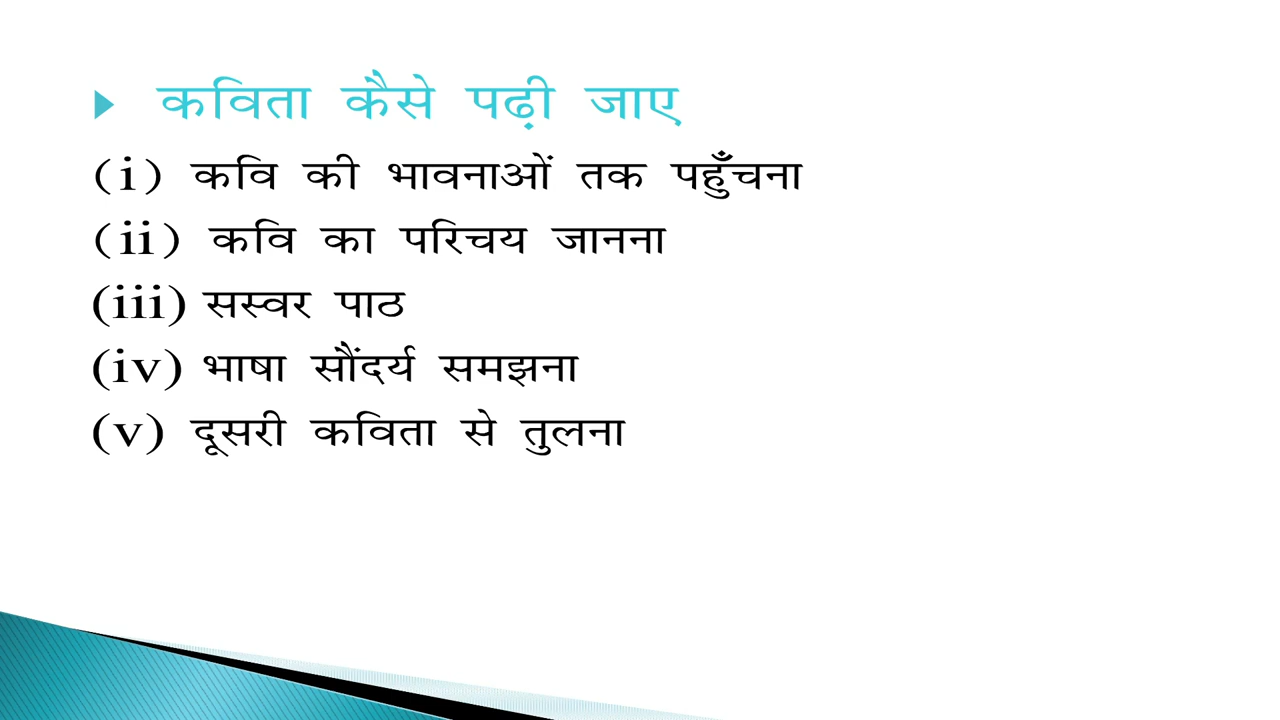 कविता कैसे पढ़ी जाए
(i) कवि की भावनाओं तक पहुँचना
(ii) कवि का परिचय जानना
(iii) सस्वर पाठ
(iv) भाषा सौंदर्य समझना
(v) दूसरी कविता से तुलना